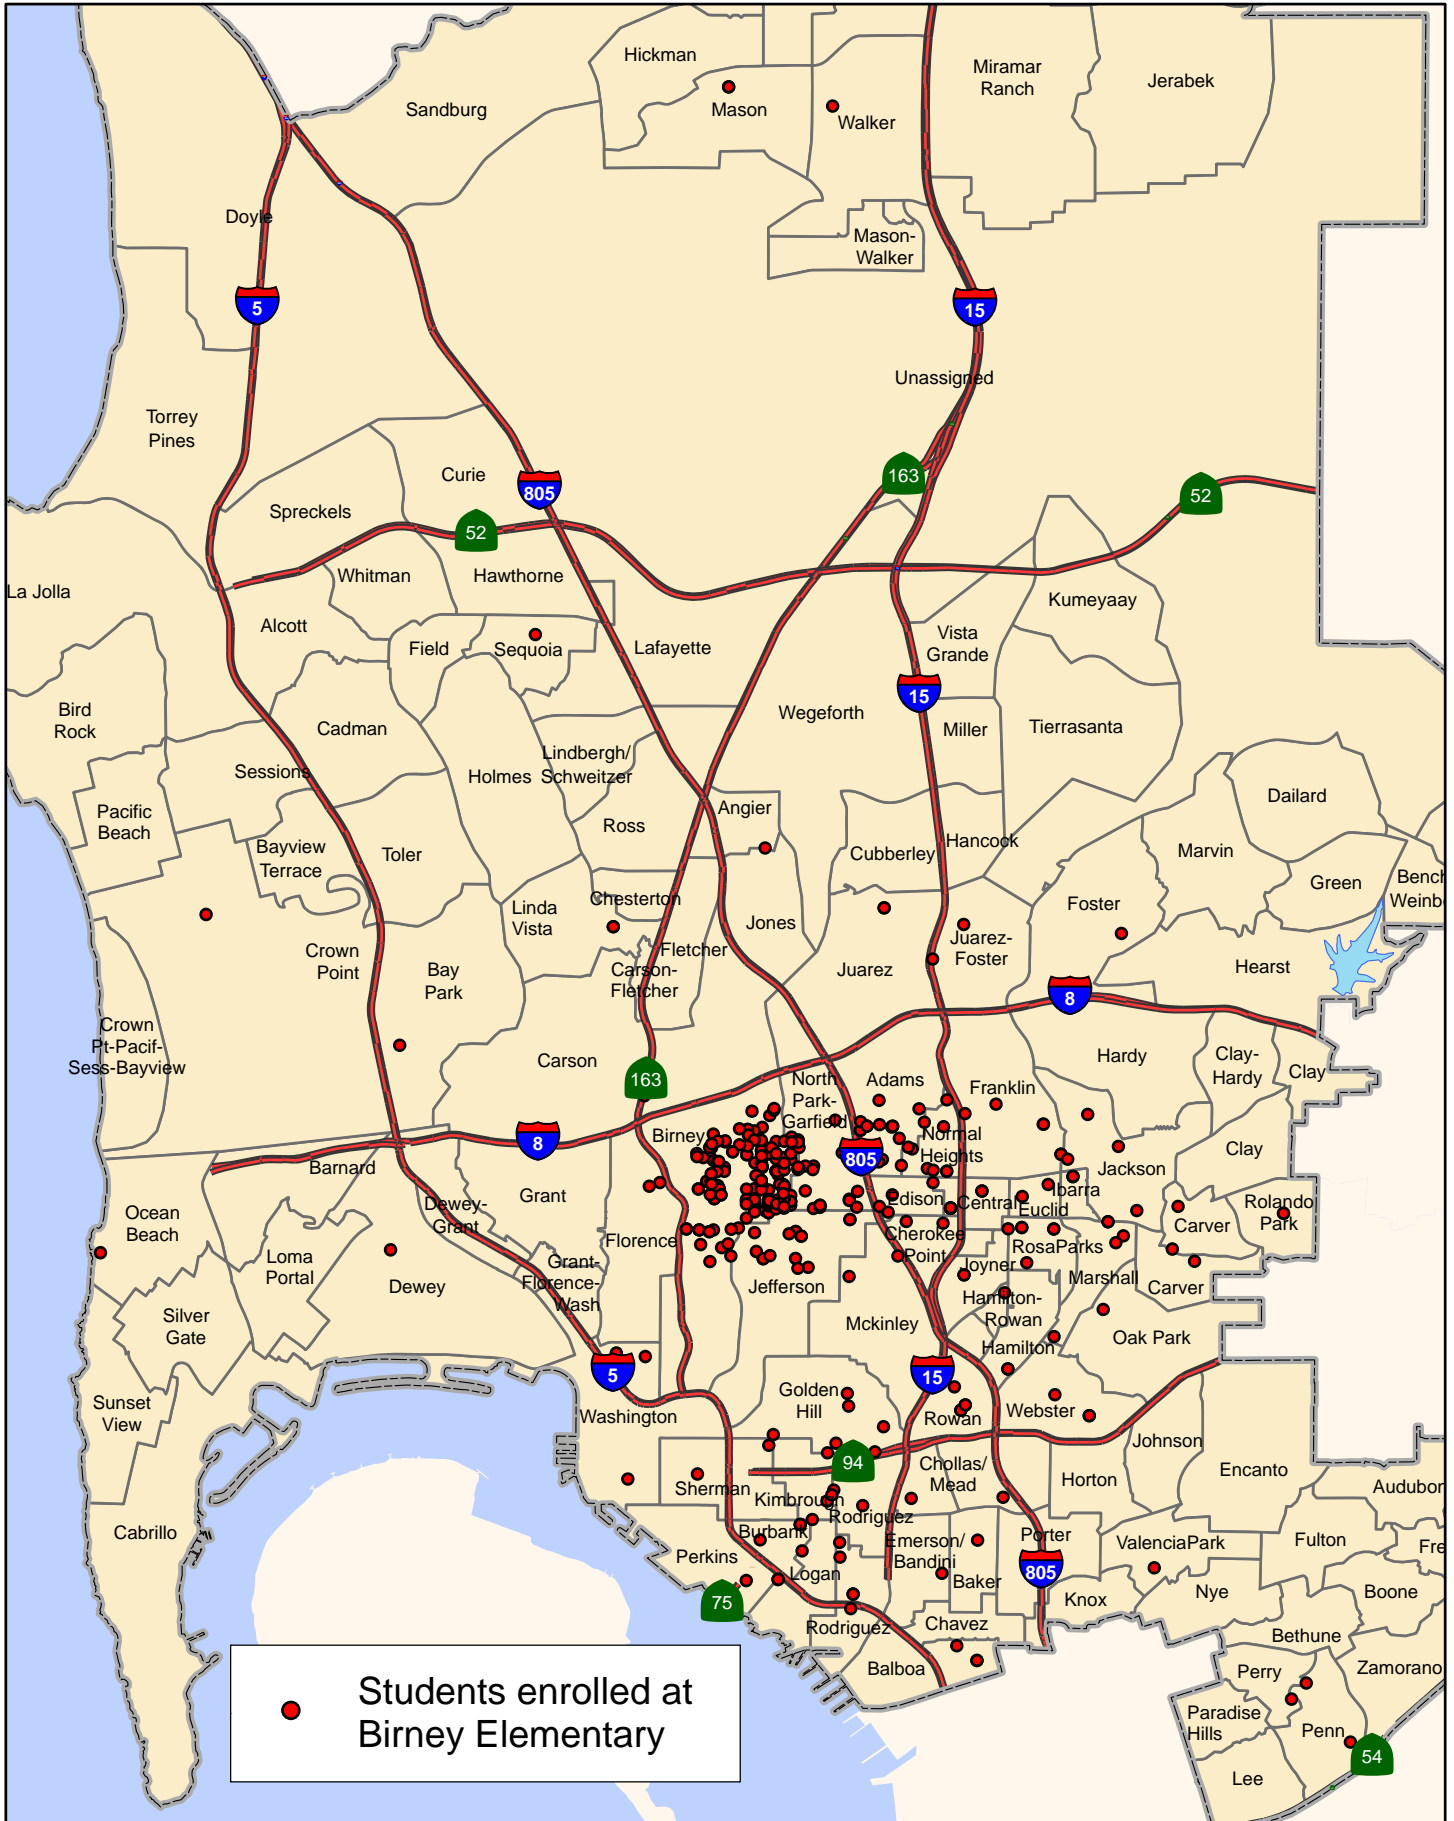 Hickman
Mason
Walker
Miramar
Ranch
Jerabek
Sandburg
Doyle
Mason-
Walker
5
15
Unassigned
Torrey
Pines
Curie
805
163
52
Spreckels
52
Whitman
Hawthorne
La Jolla
Kumeyaay
Alcott
Field
Sequoia
Lafayette
Vista
Grande
15
Bird
Rock
Cadman
Wegeforth
Miller
Tierrasanta
Lindbergh/
Schweitzer
Sessions
Holmes
Pacific
Beach
Angier
Dailard
Ross
Bayview
Terrace
Toler
Cubberley
Hancock
Marvin
Green
Bench
Weinb
Chesterton
Linda
Vista
Foster
Jones
Juarez-
Foster
Crown
Point
Bay
Park
Fletcher
Carson-
Fletcher
Juarez
Hearst
8
Crown
Pt-Pacif-
Sess-Bayview
Carson
163
North
Park-
Garfield
Adams
Franklin
Hardy
Clay-
Hardy
Clay
8
Birney
805
Normal
Heights
Clay
Jackson
Barnard
Grant
Dewey-
Grant
Edison
Central
Ibarra
Euclid
Carver
Rolando
Park
Ocean
Beach
Florence
Cherokee
Point
RosaParks
Loma
Portal
Dewey
Grant-
Florence-
Wash
Jefferson
Joyner
Marshall
Carver
Silver
Gate
Hamilton-
Rowan
Mckinley
Hamilton
Oak Park
5
15
Sunset
View
Washington
Golden
Hill
Rowan
Webster
Johnson
94
Chollas/
Mead
Horton
Encanto
Sherman
Kimbrough
Rodriguez
Audubon
Cabrillo
Burbank
Emerson/
Bandini
Porter
ValenciaPark
Fulton
Fre
Perkins
Logan
Baker
805
Knox
Nye
Boone
75
Rodriguez
Chavez
Bethune
Balboa
Perry
Zamorano
Paradise
Hills
Penn
54
Lee
Students enrolled at
Birney Elementary